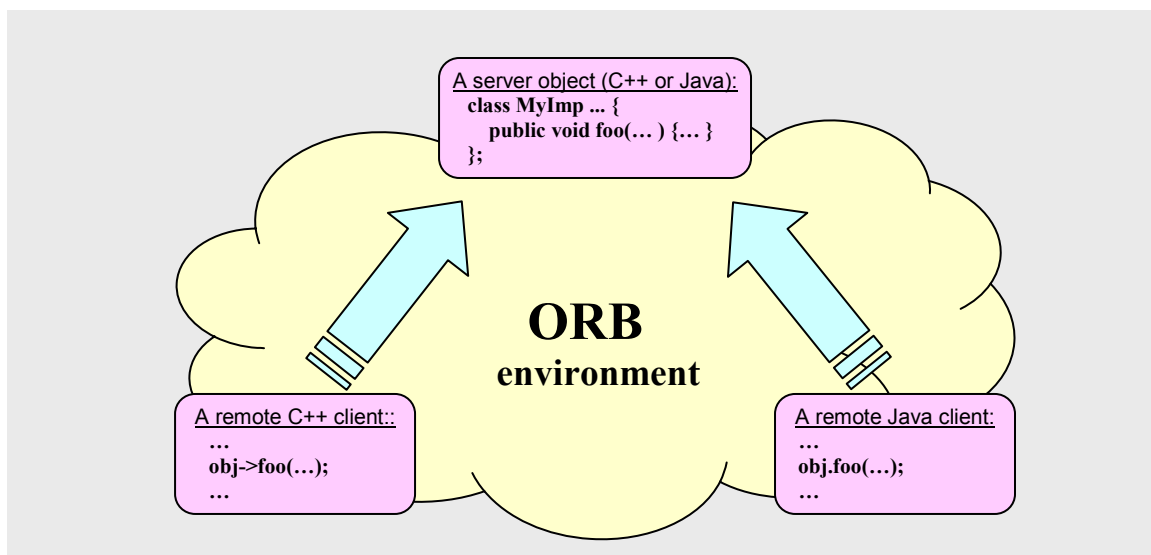 A server object (C++ or Java):
class MyImp ... {
public void foo(… ) {… }
};
ORB
environment
A remote C++ client::
…
obj->foo(…);
…
A remote Java client:
…
obj.foo(…);
…